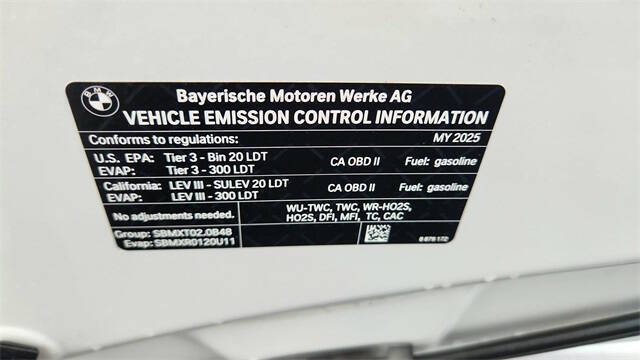 BMW
Bayerische Motoren Werke AG
VEHICLE EMISSION CONTROL INFORMATION
Conforms to regulations: MY 2025
U.S. EPA: Tier 3 - Bin 20 LDT CA OBD II Fuel: gasoline
EVAP: Tier 3 - 300 LDT
California: LEV III - SULEV 20 LDT CA OBD II Fuel: gasoline
EVAP: LEV III - 300 LDT
No adjustments needed. WU-TWC, TWC, WR-HO2S,
HO2S, DFI, MFI, TC, CAC
Group: SBMXT02.0B4B
Evap: SBMXR0120U11